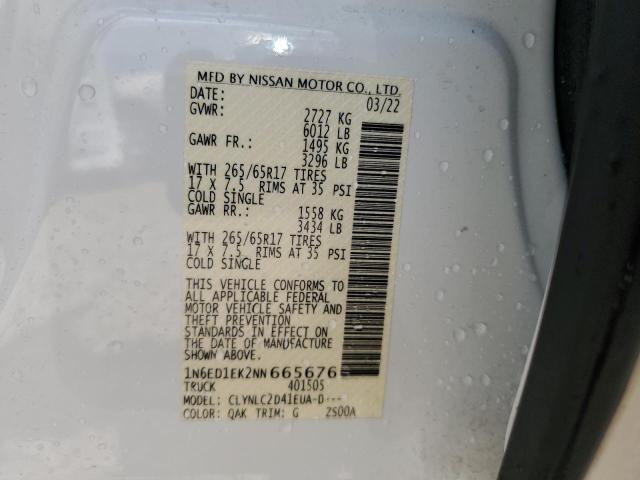 MFD BY NISSAN MOTOR CO., LTD.
DATE: 03/22
GVWR: 2727 KG
6012 LB
GAWR FR.: 1495 KG
3296 LB
WITH 265/65R17 TIRES
17 X 7.5 RIMS AT 35 PSI
COLD SINGLE
GAWR RR.: 1558 KG
3434 LB
WITH 265/65R17 TIRES
17 X 7.5 RIMS AT 35 PSI
COLD SINGLE
THIS VEHICLE CONFORMS TO
ALL APPLICABLE FEDERAL
MOTOR VEHICLE SAFETY AND
THEFT PREVENTION
STANDARDS IN EFFECT ON
THE DATE OF MANUFACTURE
SHOWN ABOVE.
1N6ED1EK2NN665676
TRUCK 401505
MODEL: CLYNLC2D41EUA-D---
COLOR: QAK TRIM: G 2S00A